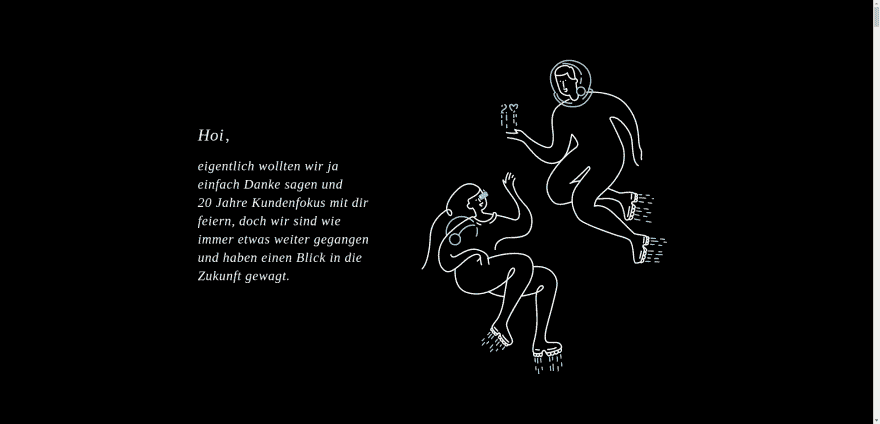 Hoi,
eigentlich wollten wir ja
einfach Danke sagen und
20 Jahre Kundenfokus mit dir
feiern, doch wir sind wie
immer etwas weiter gegangen
und haben einen Blick in die
Zukunft gewagt.